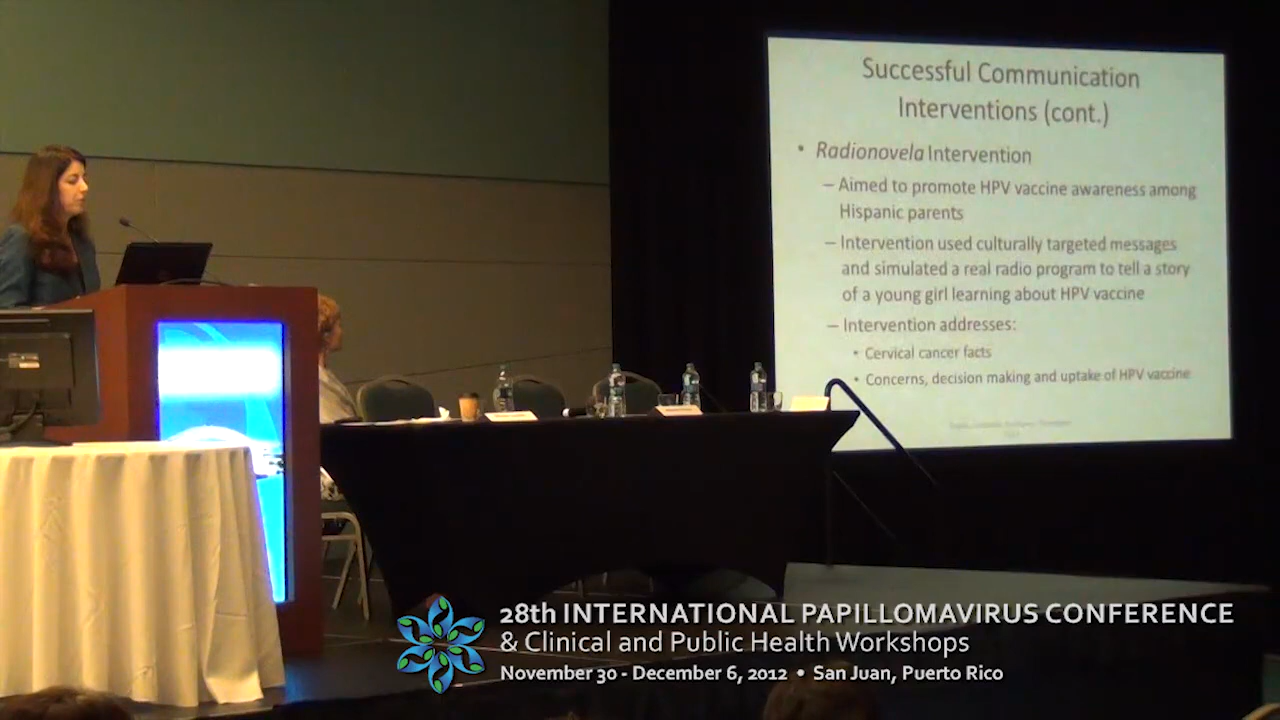 Successful Communication
Interventions (cont.)
• Radionovela Intervention
– Aimed to promote HPV vaccine awareness among
Hispanic parents
– Intervention used culturally targeted messages
and simulated a real radio program to tell a story
of a young girl learning about HPV vaccine
– Intervention addresses:
• Cervical cancer facts
• Concerns, decision making and uptake of HPV vaccine
28th INTERNATIONAL PAPILLOMAVIRUS CONFERENCE
& Clinical and Public Health Workshops
November 30 - December 6, 2012 • San Juan, Puerto Rico